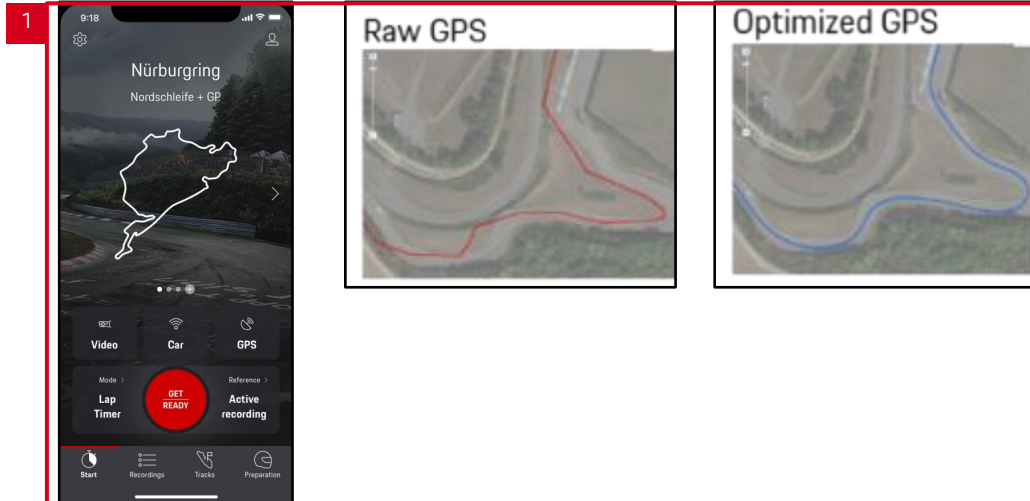 1
9:18
Nürburgring
Nordschleife + GP
Video
Car
GPS
Mode >
Reference >
Lap
Timer
GET
READY
Active
recording
Start
Recordings
Tracks
Preparation
Raw GPS
Optimized GPS